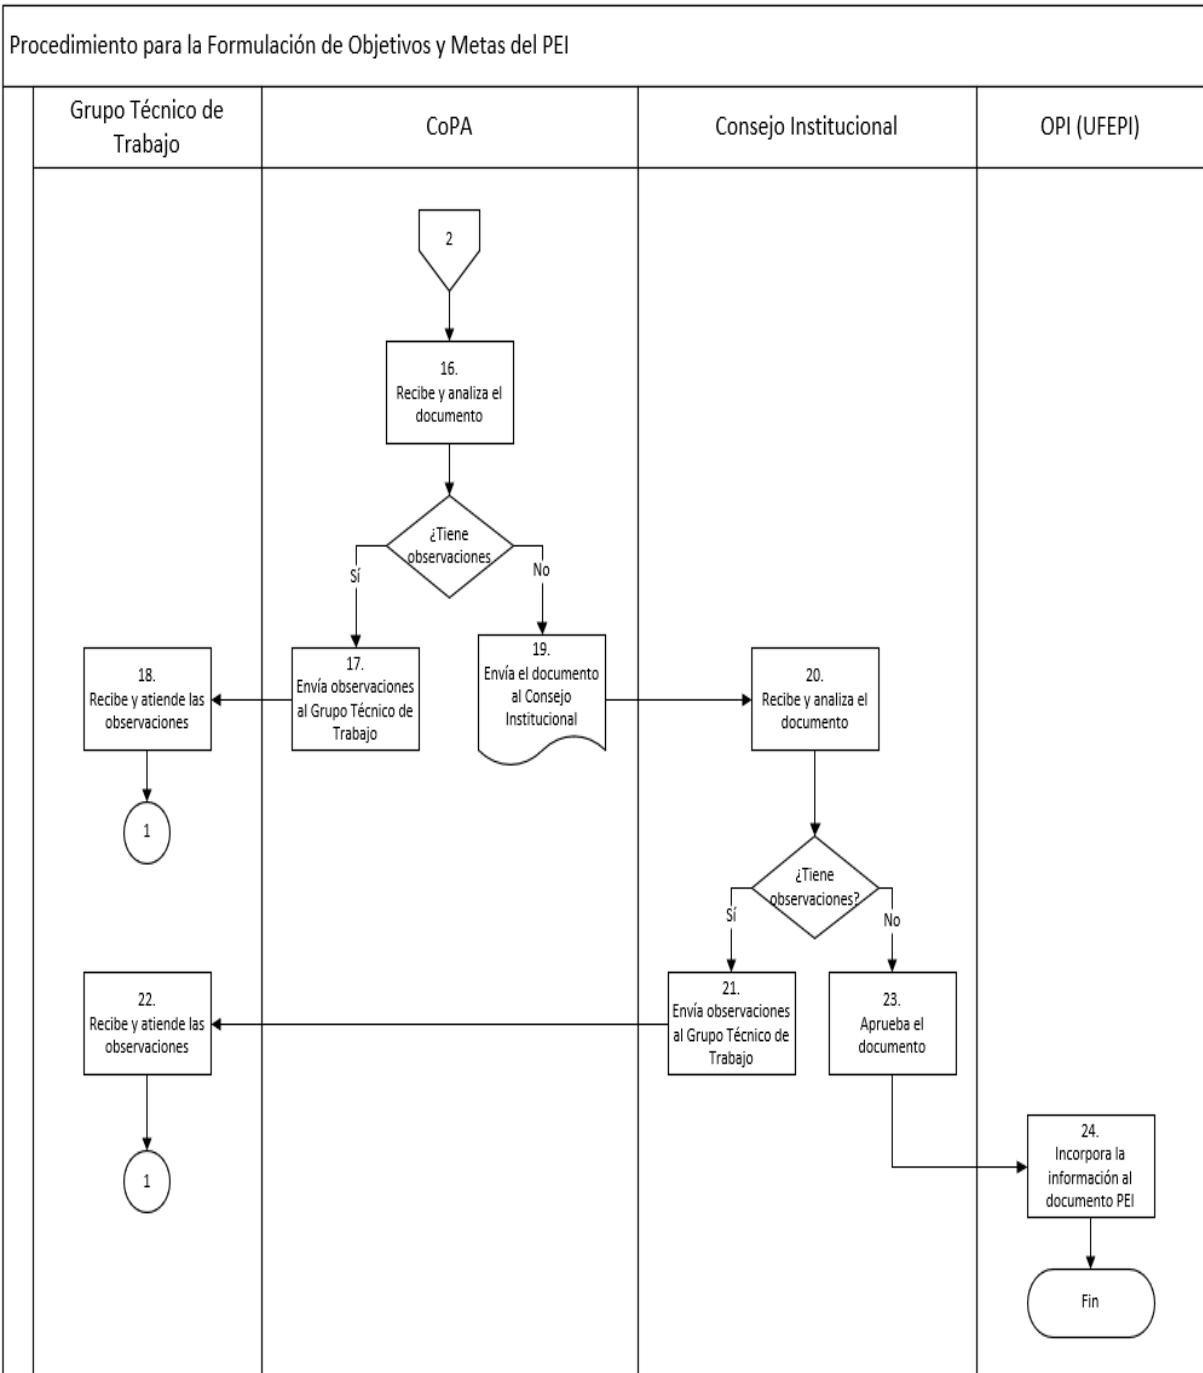 Procedimiento para la Formulación de Objetivos y Metas del PEI
Grupo Técnico de
Trabajo
CoPA
Consejo Institucional
OPI (UFEPI)
2
16.
Recibe y analiza el
documento
¿Tiene
observaciones
Sí
No
17.
Envía observaciones
al Grupo Técnico de
Trabajo
18.
Recibe y atiende las
observaciones
1
19.
Envía el documento
al Consejo
Institucional
20.
Recibe y analiza el
documento
¿Tiene
observaciones?
Sí
No
21.
Envía observaciones
al Grupo Técnico de
Trabajo
22.
Recibe y atiende las
observaciones
1
23.
Aprueba el
documento
24.
Incorpora la
información al
documento PEI
Fin